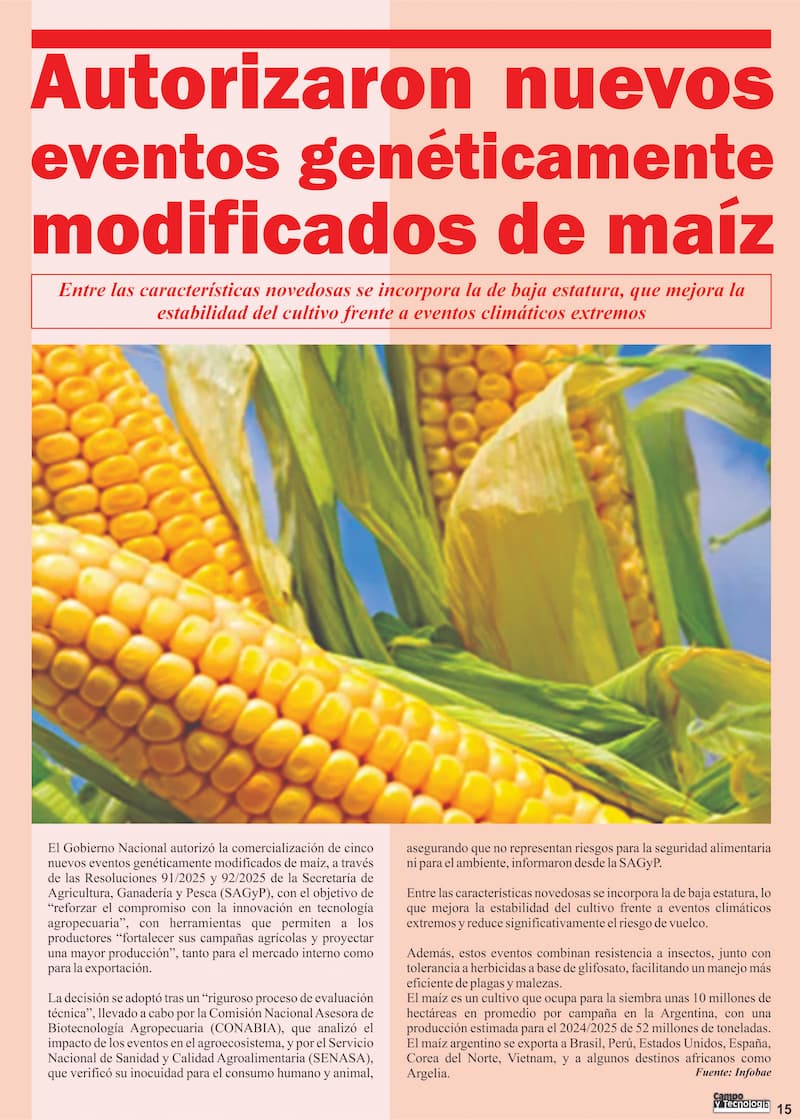 Autorizaron nuevos
eventos genéticamente
modificados de maíz
Entre las características novedosas se incorpora la de baja estatura, que mejora la
estabilidad del cultivo frente a eventos climáticos extremos
El Gobierno Nacional autorizó la comercialización de cinco
nuevos eventos genéticamente modificados de maíz, a través
de las Resoluciones 91/2025 y 92/2025 de la Secretaría de
Agricultura, Ganadería y Pesca (SAGyP), con el objetivo de
“reforzar el compromiso con la innovación en tecnología
agropecuaria”, con herramientas que permiten a los
productores “fortalecer sus campañas agrícolas y proyectar
una mayor producción”, tanto para el mercado interno como
para la exportación.
La decisión se adoptó tras un “riguroso proceso de evaluación
técnica”, llevado a cabo por la Comisión Nacional Asesora de
Biotecnología Agropecuaria (CONABIA), que analizó el
impacto de los eventos en el agroecosistema, y por el Servicio
Nacional de Sanidad y Calidad Agroalimentaria (SENASA),
que verificó su inocuidad para el consumo humano y animal,
asegurando que no representan riesgos para la seguridad alimentaria
ni para el ambiente, informaron desde la SAGyP.
Entre las características novedosas se incorpora la de baja estatura, lo
que mejora la estabilidad del cultivo frente a eventos climáticos
extremos y reduce significativamente el riesgo de vuelco.
Además, estos eventos combinan resistencia a insectos, junto con
tolerancia a herbicidas a base de glifosato, facilitando un manejo más
eficiente de plagas y malezas.
El maíz es un cultivo que ocupa para la siembra unas 10 millones de
hectáreas en promedio por campaña en la Argentina, con una
producción estimada para el 2024/2025 de 52 millones de toneladas.
El maíz argentino se exporta a Brasil, Perú, Estados Unidos, España,
Corea del Norte, Vietnam, y a algunos destinos africanos como
Argelia.
Fuente: Infobae
Campo
y Tecnología
15